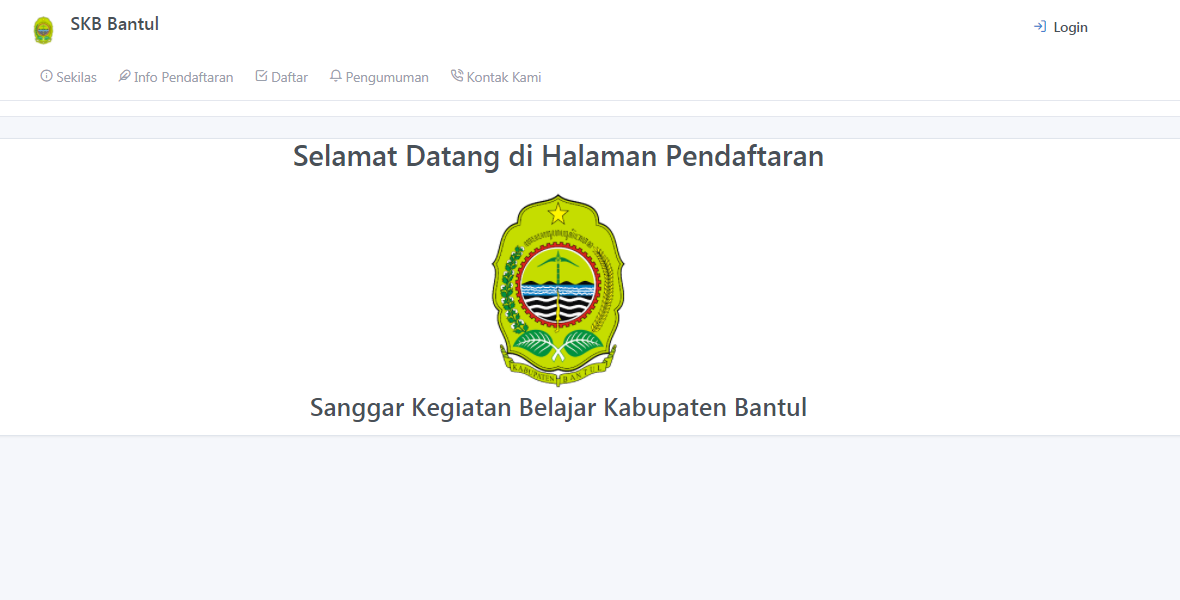 SKB Bantul
Login
Sekilas
Info Pendaftaran
Daftar
Pengumuman
Kontak Kami
Selamat Datang di Halaman Pendaftaran
KABUPATEN BANTUL
Sanggar Kegiatan Belajar Kabupaten Bantul